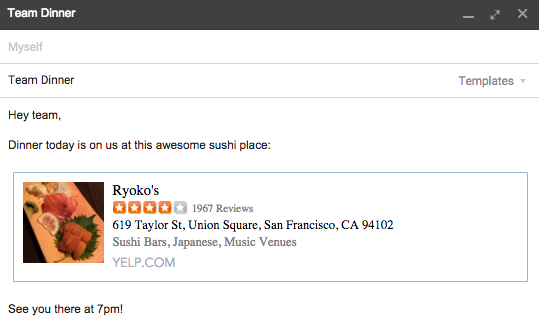 Team Dinner
Myself
Team Dinner Templates
Hey team,
Dinner today is on us at this awesome sushi place:
Ryoko's
1967 Reviews
619 Taylor St, Union Square, San Francisco, CA 94102
Sushi Bars, Japanese, Music Venues
YELP.COM
See you there at 7pm!